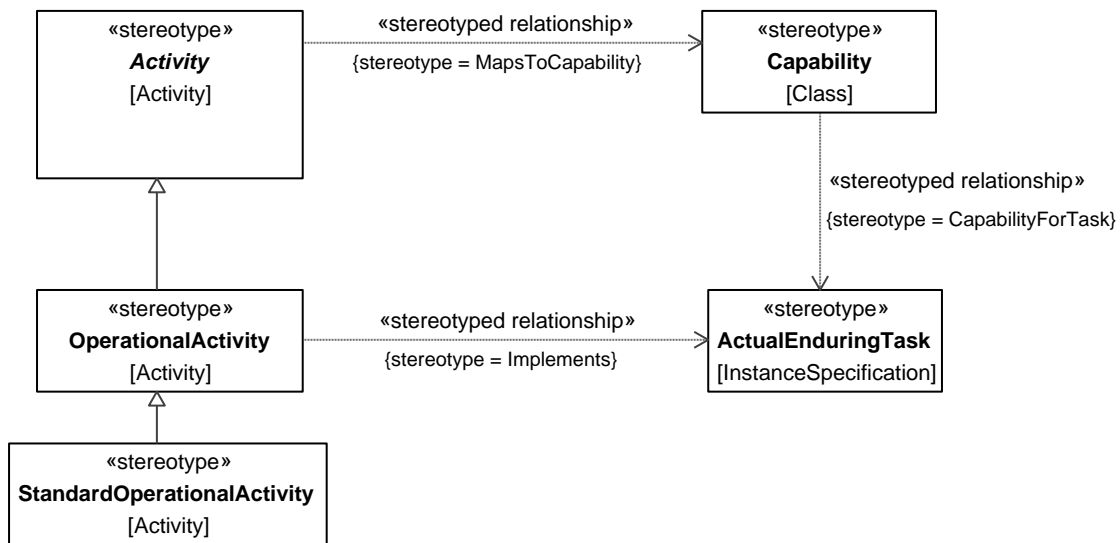 «stereotype»
Activity
[Activity]
«stereotyped relationship»
{stereotype = MapsToCapability}
«stereotype»
Capability
[Class]
«stereotyped relationship»
{stereotype = CapabilityForTask}
«stereotype»
OperationalActivity
[Activity]
«stereotyped relationship»
{stereotype = Implements}
«stereotype»
ActualEnduringTask
[InstanceSpecification]
«stereotype»
StandardOperationalActivity
[Activity]